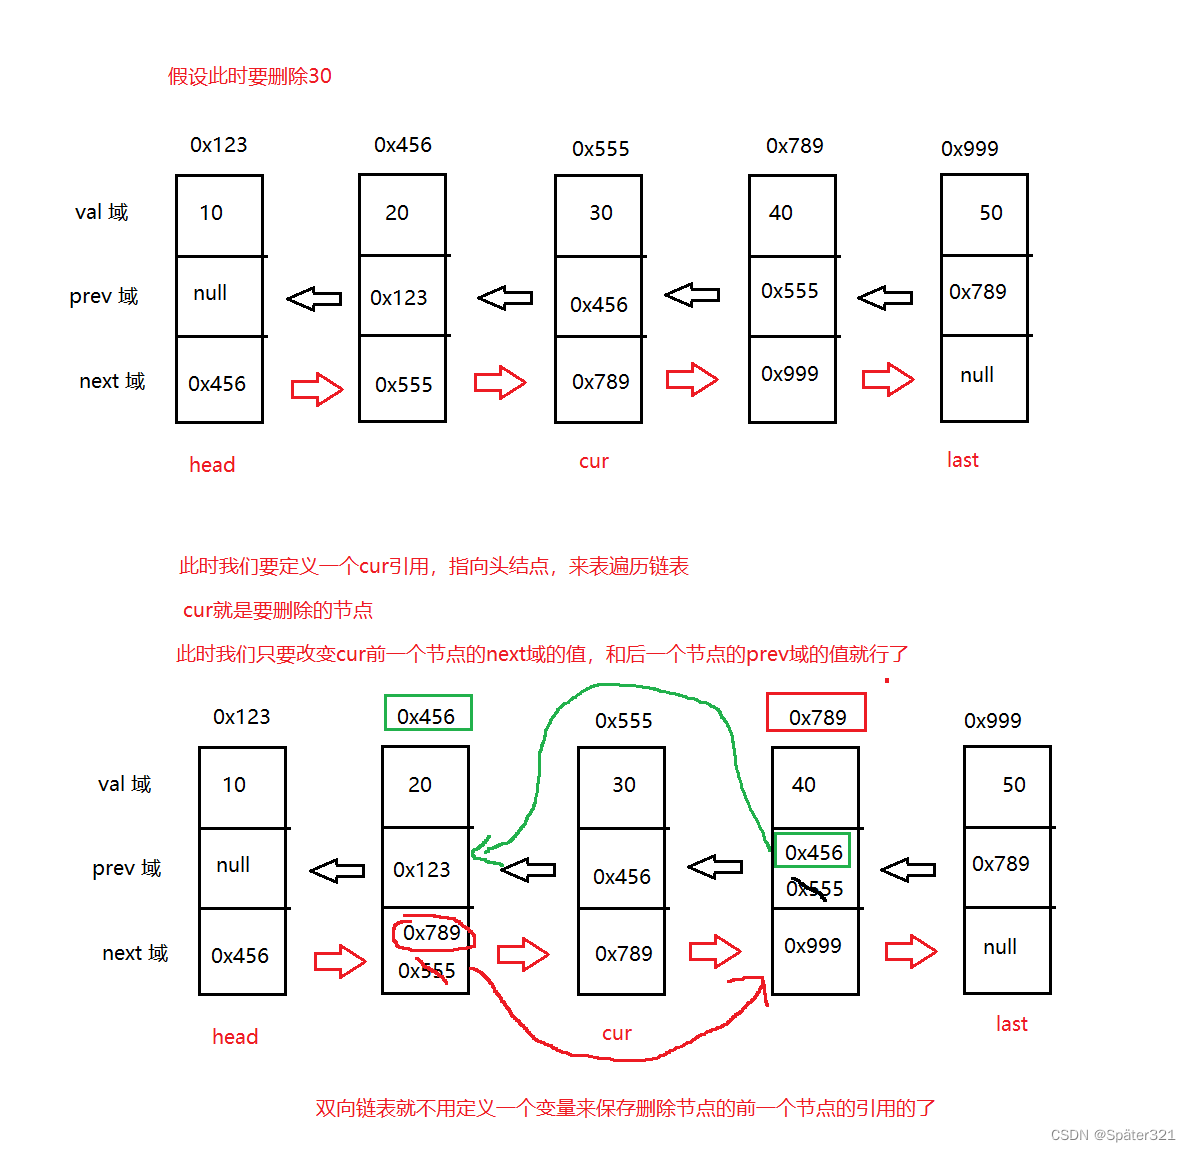 假设此时要删除30
0x123 0x456 0x555 0x789 0x999
val 域 10 20 30 40 50
prev 域 null 0x123 0x456 0x555 0x789
next 域 0x456 0x555 0x789 0x999 null
head cur last
此时我们要定义一个cur引用，指向头结点，来表遍历链表
cur就是要删除的节点
此时我们只要改变cur前一个节点的next域的值，和后一个节点的prev域的值就行了
0x123 0x456 0x555 0x789 0x999
val 域 10 20 30 40 50
prev 域 null 0x123 0x456 0x456 0x789
0x555
0x789
next 域 0x456 0x789 0x999 null
0x555
head cur last
双向链表就不用定义一个变量来保存删除节点的前一个节点的引用的了
CSDN @Später321